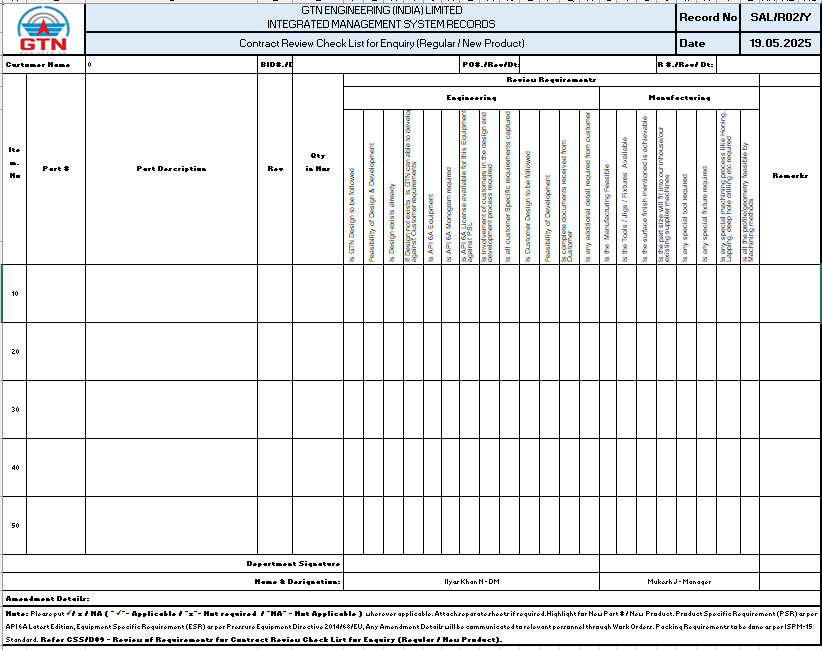 GTN ENGINEERING (INDIA) LIMITED
INTEGRATED MANAGEMENT SYSTEM RECORDS
Record No SAL/R02/Y
GTN
Contract Review Check List for Enquiry (Regular / New Product)
Date 19.05.2025
Customer Name 0 BID#./D PO#./Rev/Dt: R #./Rev/ Dt:
Review Requirements
Engineering Manufacturing
Item. No
Part #
Part Description
Rev
Qty in Nos
Is GTN Design to be followed
Feasibility of Design & Development
Is Design exists already
If Design not exists, Is GTN can able to develop
against Customer requirements
Is API 6A Equipment
Is API 6A Monogram required
Is API 6A License available for this Equipment
against PSL
Is involvement of customers in the design and
development process required
Is all customer Specific requirements captured
Is Customer Design to be followed
Feasibility of Development
Is complete documents received from
Customer
Is any additional detail required from customer
Is the Manufacturing Feasible
Is the Tools / Jigs / Fixtures Available
Is the surface finish mentioned is achievable
Is the part size will fit into our inhouse/our
existing supplier machines
Is any special tool required
Is any special fixture required
Is any special machining process like Honing,
Lapping, deep hole drilling etc required
Is all the profile/geometry feasible by
Machining methods
Remarks
10
20
30
40
50
Department Signature
Name & Designation: Ilyar Khan N - DM Mukesh J - Manager
Amendment Details:
Note: Please put √ / x / NA ( "√"- Applicable / "x"- Not required / "NA" - Not Applicable ) wherever applicable. Attach separate sheets if required. Highlight for New Part # / New Product. Product Specific Requirement (PSR) as per
API 6A Latest Edition, Equipment Specific Requirement (ESR) as per Pressure Equipment Directive 2014/68/EU, Any Amendment Details will be communicated to relevant personnel through Work Orders. Packing Requirements to be done as per ISPM-15
Standard. Refer CSS/D09 - Review of Requirements for Contract Review Check List for Enquiry (Regular / New Product).